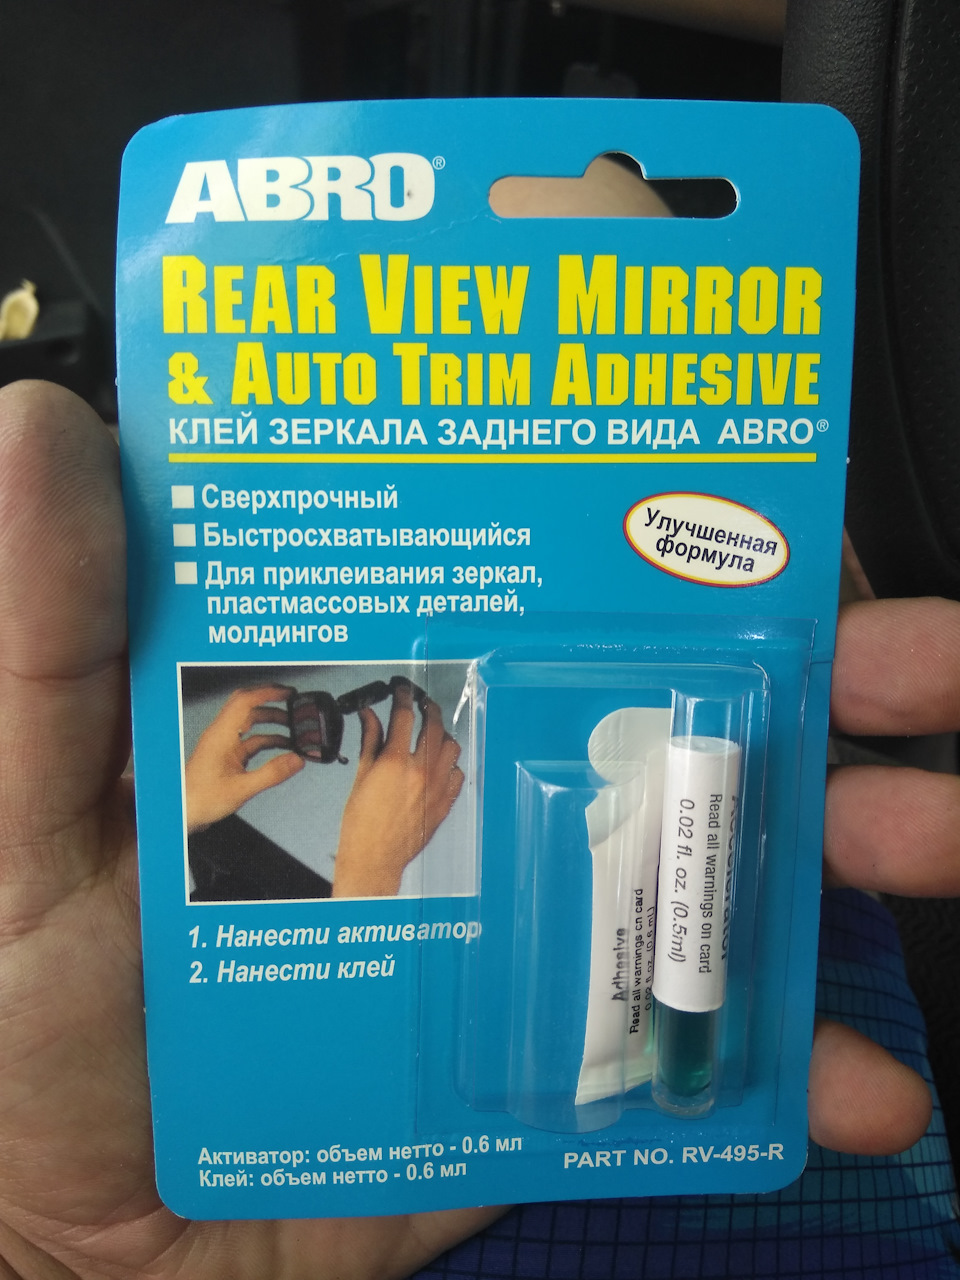 ABRO®
REAR VIEW MIRROR
& AUTO TRIM ADHESIVE
КЛЕЙ ЗЕРКАЛА ЗАДНЕГО ВИДА ABRO®
Сверхпрочный
Быстросхватывающийся
Для приклеивания зеркал,
пластмассовых деталей,
молдингов
Улучшенная
формула
1. Нанести активатор
2. Нанести клей
Adhesive
Read all warnings on card
Read all warnings on card
0.02 fl. oz. (0.5ml)
Активатор: объем нетто - 0.6 мл
Клей: объем нетто - 0.6 мл
PART NO. RV-495-R